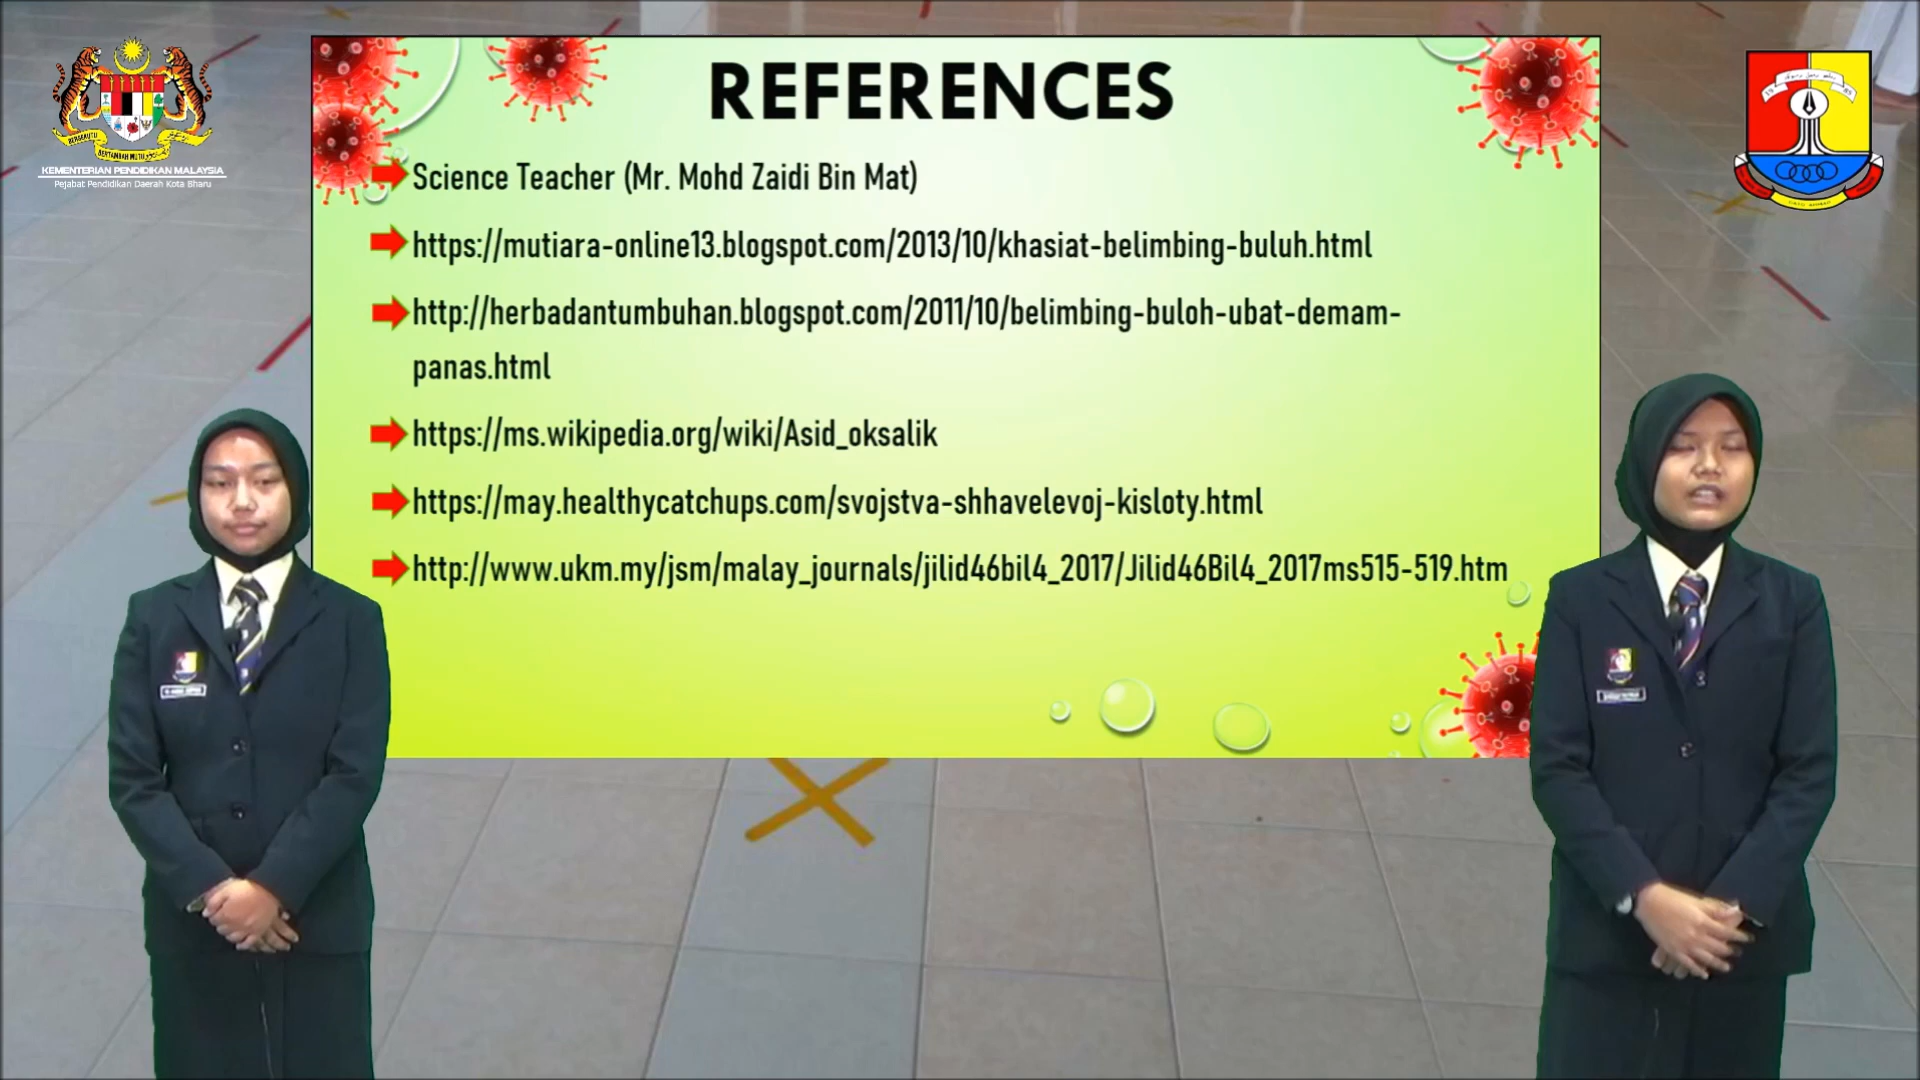 REFERENCES
BERSEKUTU
BERTAMBAH MUTU
KEMENTERIAN PENDIDIKAN MALAYSIA
Pejabat Pendidikan Daerah Kota Bharu
Science Teacher (Mr. Mohd Zaidi Bin Mat)
https://mutiara-online13.blogspot.com/2013/10/khasiat-belimbing-buluh.html
http://herbadantumbuhan.blogspot.com/2011/10/belimbing-buloh-ubat-demam-
panas.html
https://ms.wikipedia.org/wiki/Asid_oksalik
https://may.healthycatchups.com/svojstva-shhavelevoj-kisloty.html
http://www.ukm.my/jsm/malay_journals/jilid46bil4_2017/Jilid46Bil4_2017ms515-519.htm